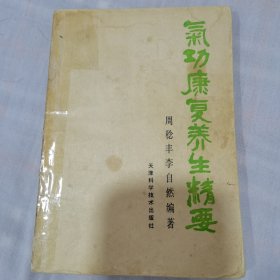 氣功康复养生精要
周稔丰李自然编著
天津科学技术出版社